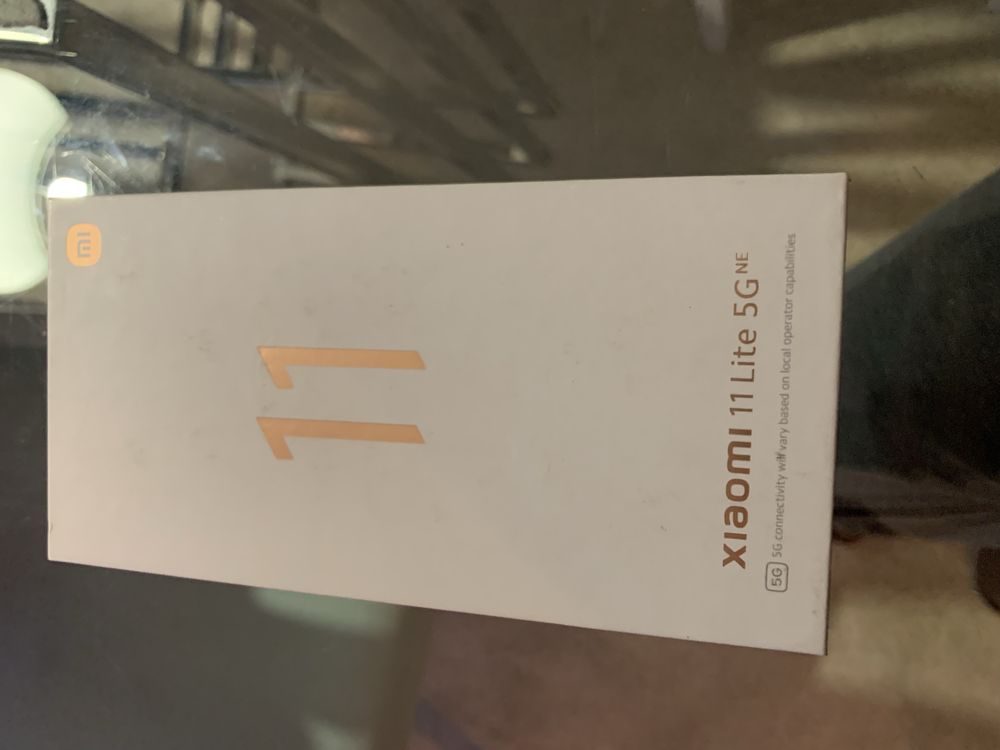 mi
11
xiaomi 11 Lite 5G NE
5G 5G connectivity will vary based on local operator capabilities